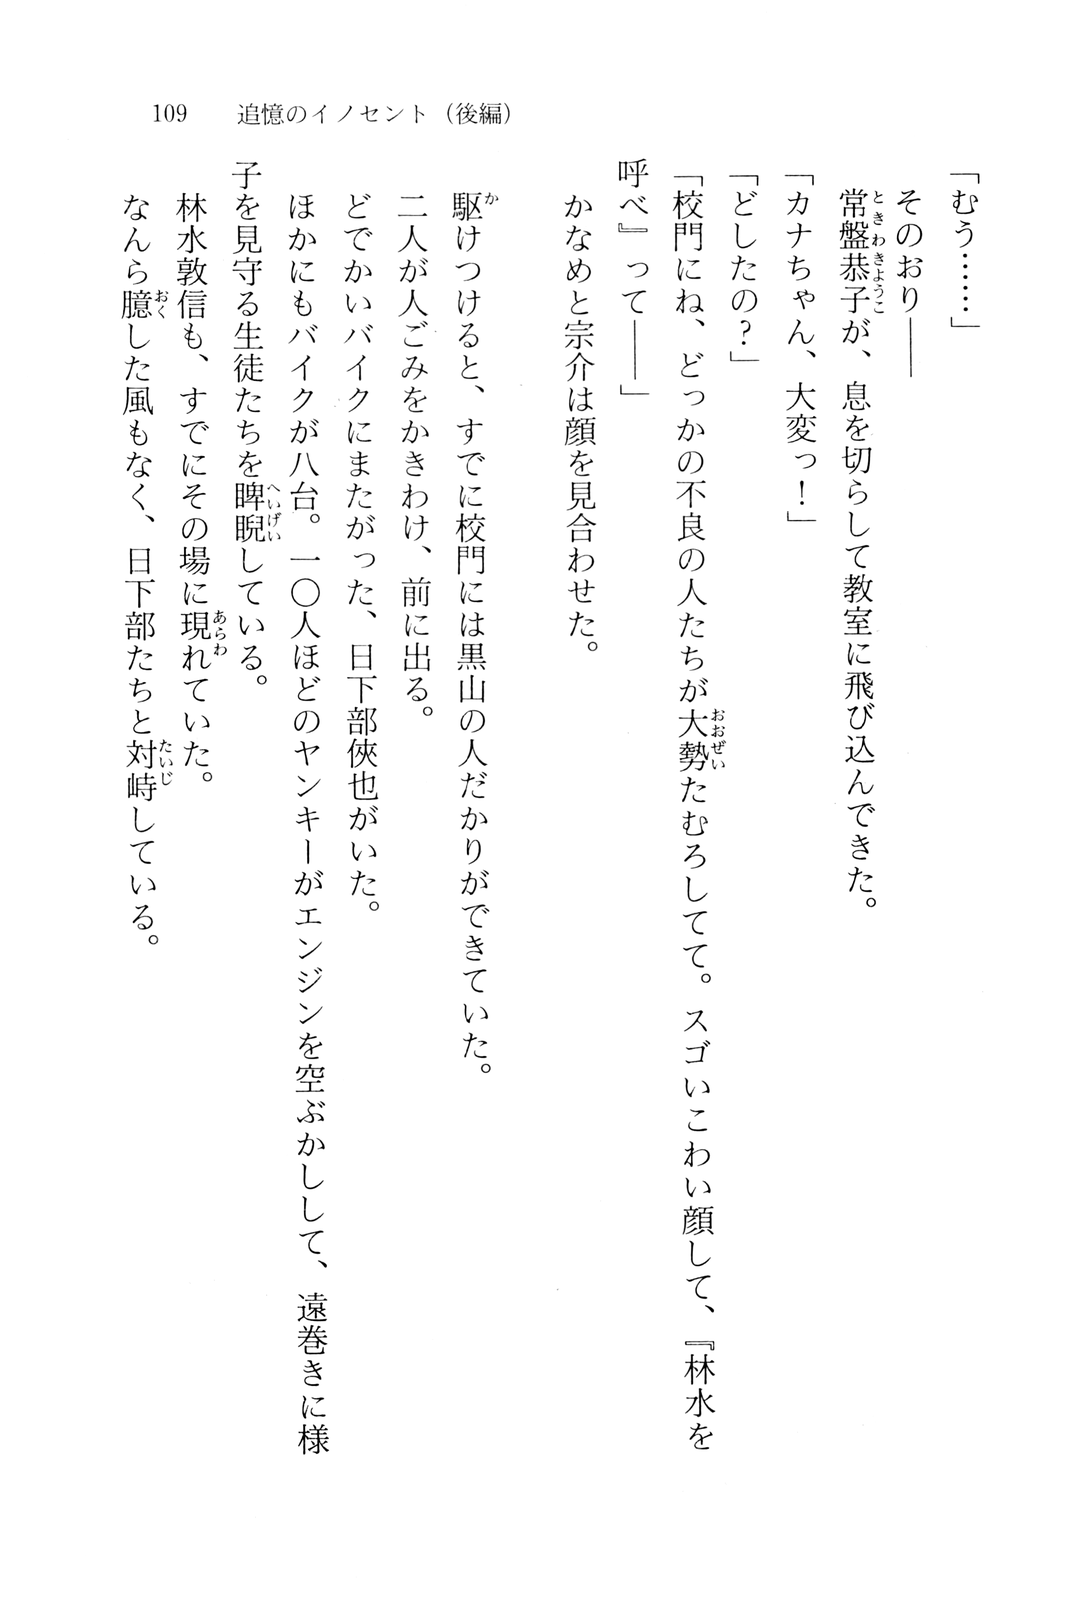 109　追憶のイノセント（後編）
「むう……」
そのおり――
常盤恭子が、息を切らして教室に飛び込んできた。
「カナちゃん、大変っ！」
「どしたの？」
「校門にね、どっかの不良の人たちが大勢たむろしてて。スゴいこわい顔して、『林水を
呼べ』って――」
かなめと宗介は顔を見合わせた。
駆けつけると、すでに校門には黒山の人だかりができていた。
二人が人ごみをかきわけ、前に出る。
どでかいバイクにまたがった、日下部俠也がいた。
ほかにもバイクが八台。一〇人ほどのヤンキーがエンジンを空ぶかしして、遠巻きに様
子を見守る生徒たちを睥睨している。
林水敦信も、すでにその場に現れていた。
なんら臆した風もなく、日下部たちと対峙している。